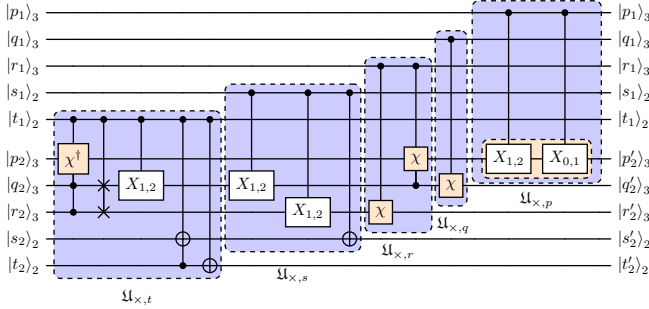 |p₁⟩₃ |p₁⟩₃
|q₁⟩₃ |q₁⟩₃
|r₁⟩₃ |r₁⟩₃
|s₁⟩₂ |s₁⟩₂
|t₁⟩₂ |t₁⟩₂
|p₂⟩₃ χ† χ X₁,₂ X₀,₁ |p′₂⟩₃
|q₂⟩₃ X₁,₂ X₁,₂ χ |q′₂⟩₃
𝔘×,p
|r₂⟩₃ X₁,₂ χ |r′₂⟩₃
𝔘×,q
|s₂⟩₂ |s′₂⟩₂
𝔘×,r
|t₂⟩₂ |t′₂⟩₂
𝔘×,s
𝔘×,t